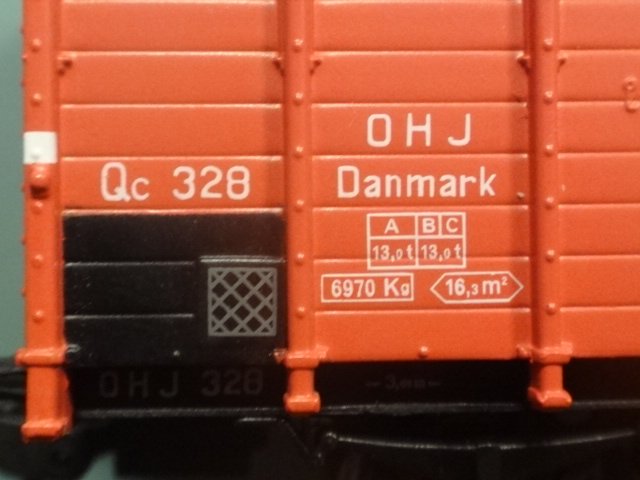 OHJ
Qc 328 Danmark
A B C
13,0 t 13,0 t
6970 Kg 16,3 m²
OHJ 328